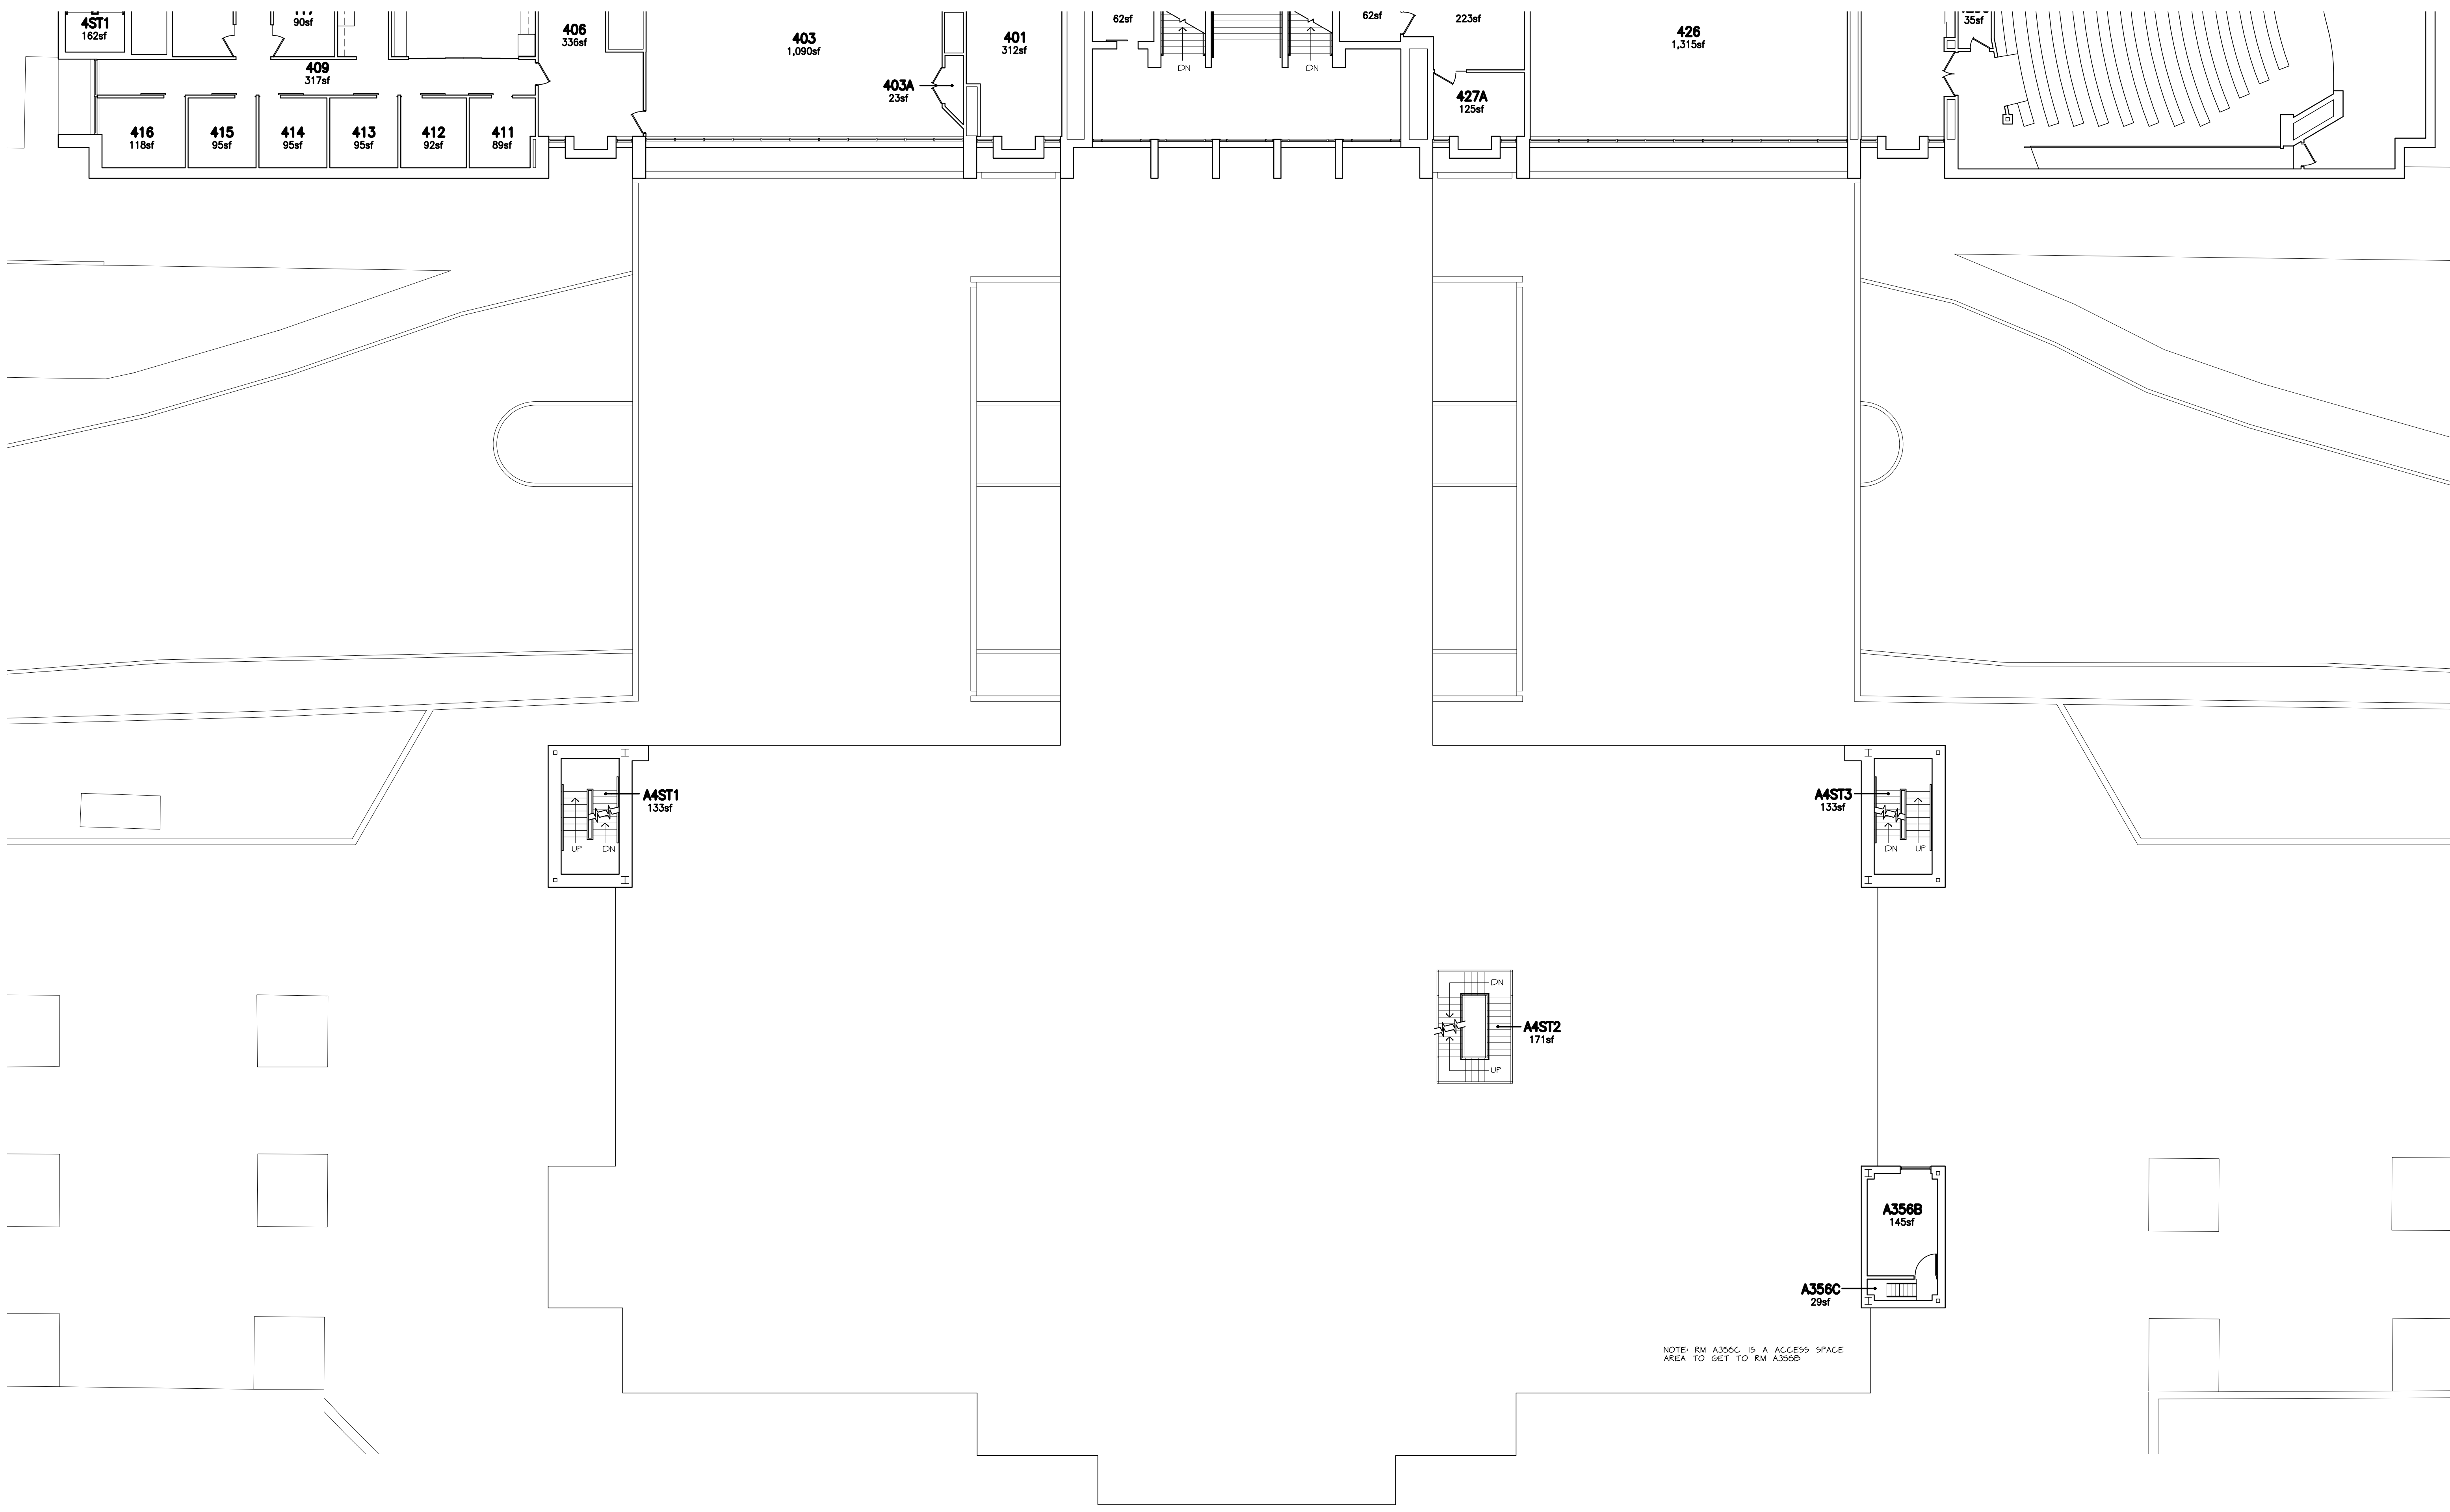 4ST1
162sf
90sf
406
336sf
403
1,090sf
401
312sf
62sf
62sf
223sf
426
1,315sf
35sf
DN
DN
409
317sf
403A
23sf
427A
125sf
416
118sf
415
95sf
414
95sf
413
95sf
412
92sf
411
89sf
A4ST1
133sf
UP
DN
A4ST3
133sf
DN
UP
DN
A4ST2
171sf
UP
A356B
145sf
A356C
29sf
NOTE: RM A356C IS A ACCESS SPACE
AREA TO GET TO RM A356B